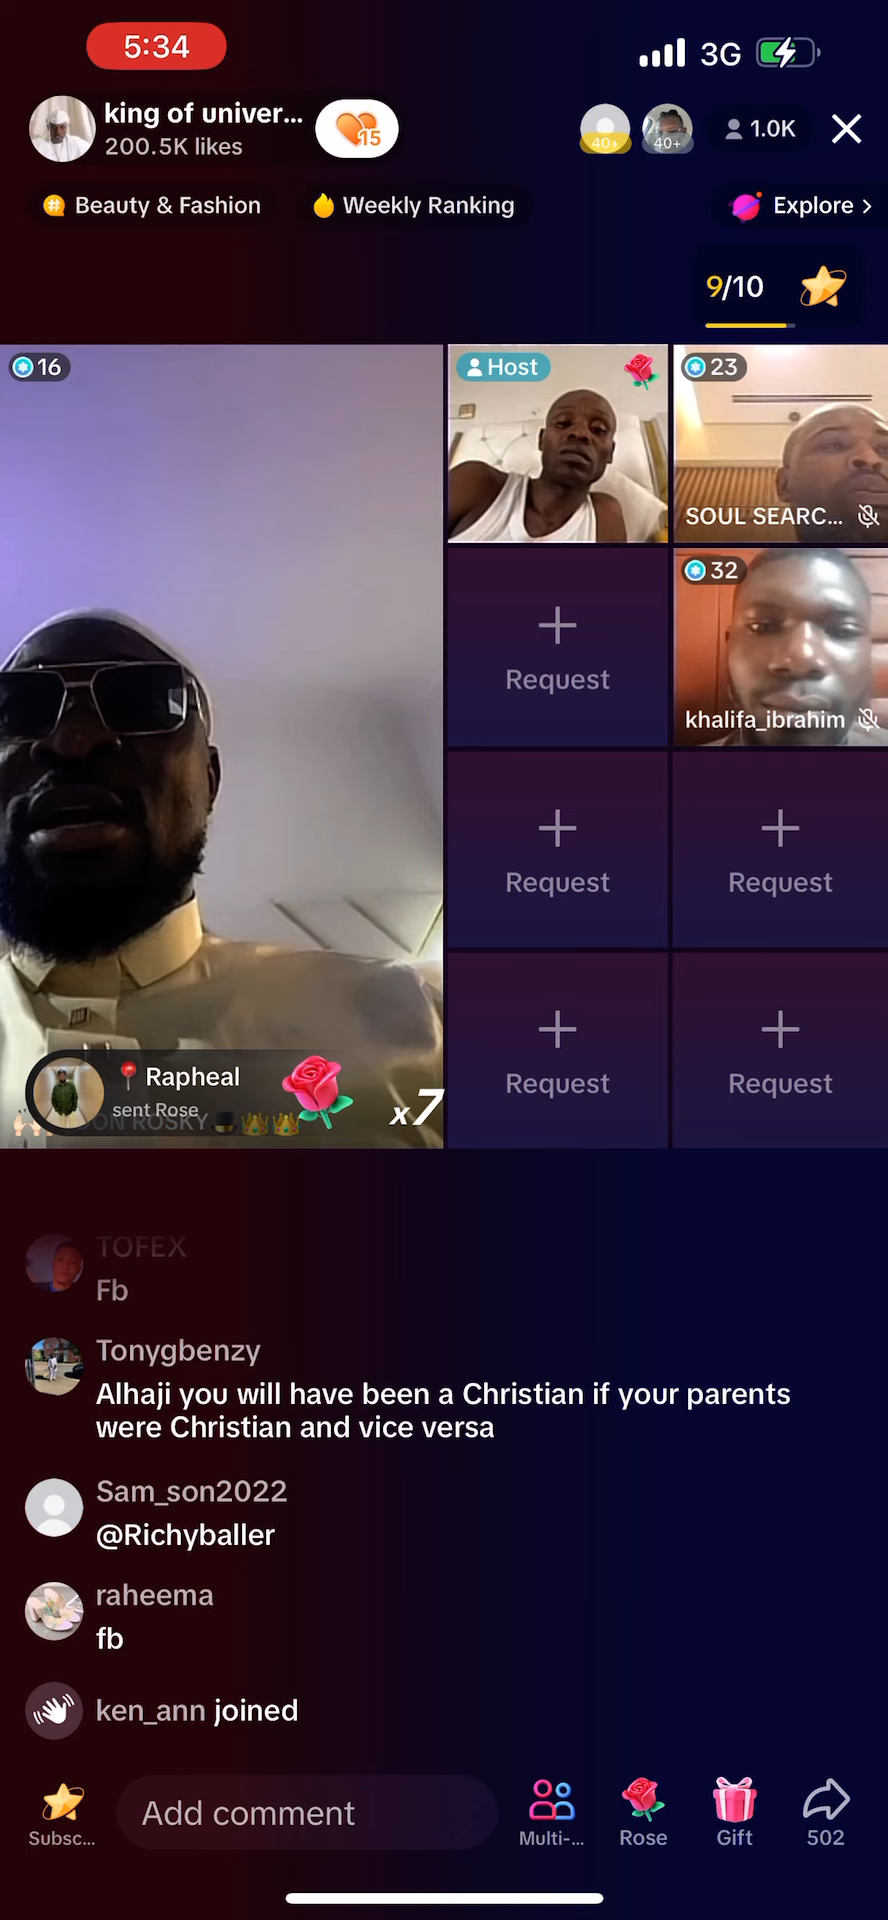 5:34
3G
king of univer...
200.5K likes
15
40+
40+
1.0K
Beauty & Fashion
Weekly Ranking
Explore >
9/10
16
Host
23
SOUL SEARC...
32
khalifa_ibrahim
+
Request
+
Request
+
Request
+
Request
+
Request
Rapheal
sent Rose
x7
ON ROSKY
TOFEX
Fb
Tonygbenzy
Alhaji you will have been a Christian if your parents
were Christian and vice versa
Sam_son2022
@Richyballer
raheema
fb
ken_ann joined
Subsc...
Add comment
Multi-...
Rose
Gift
502